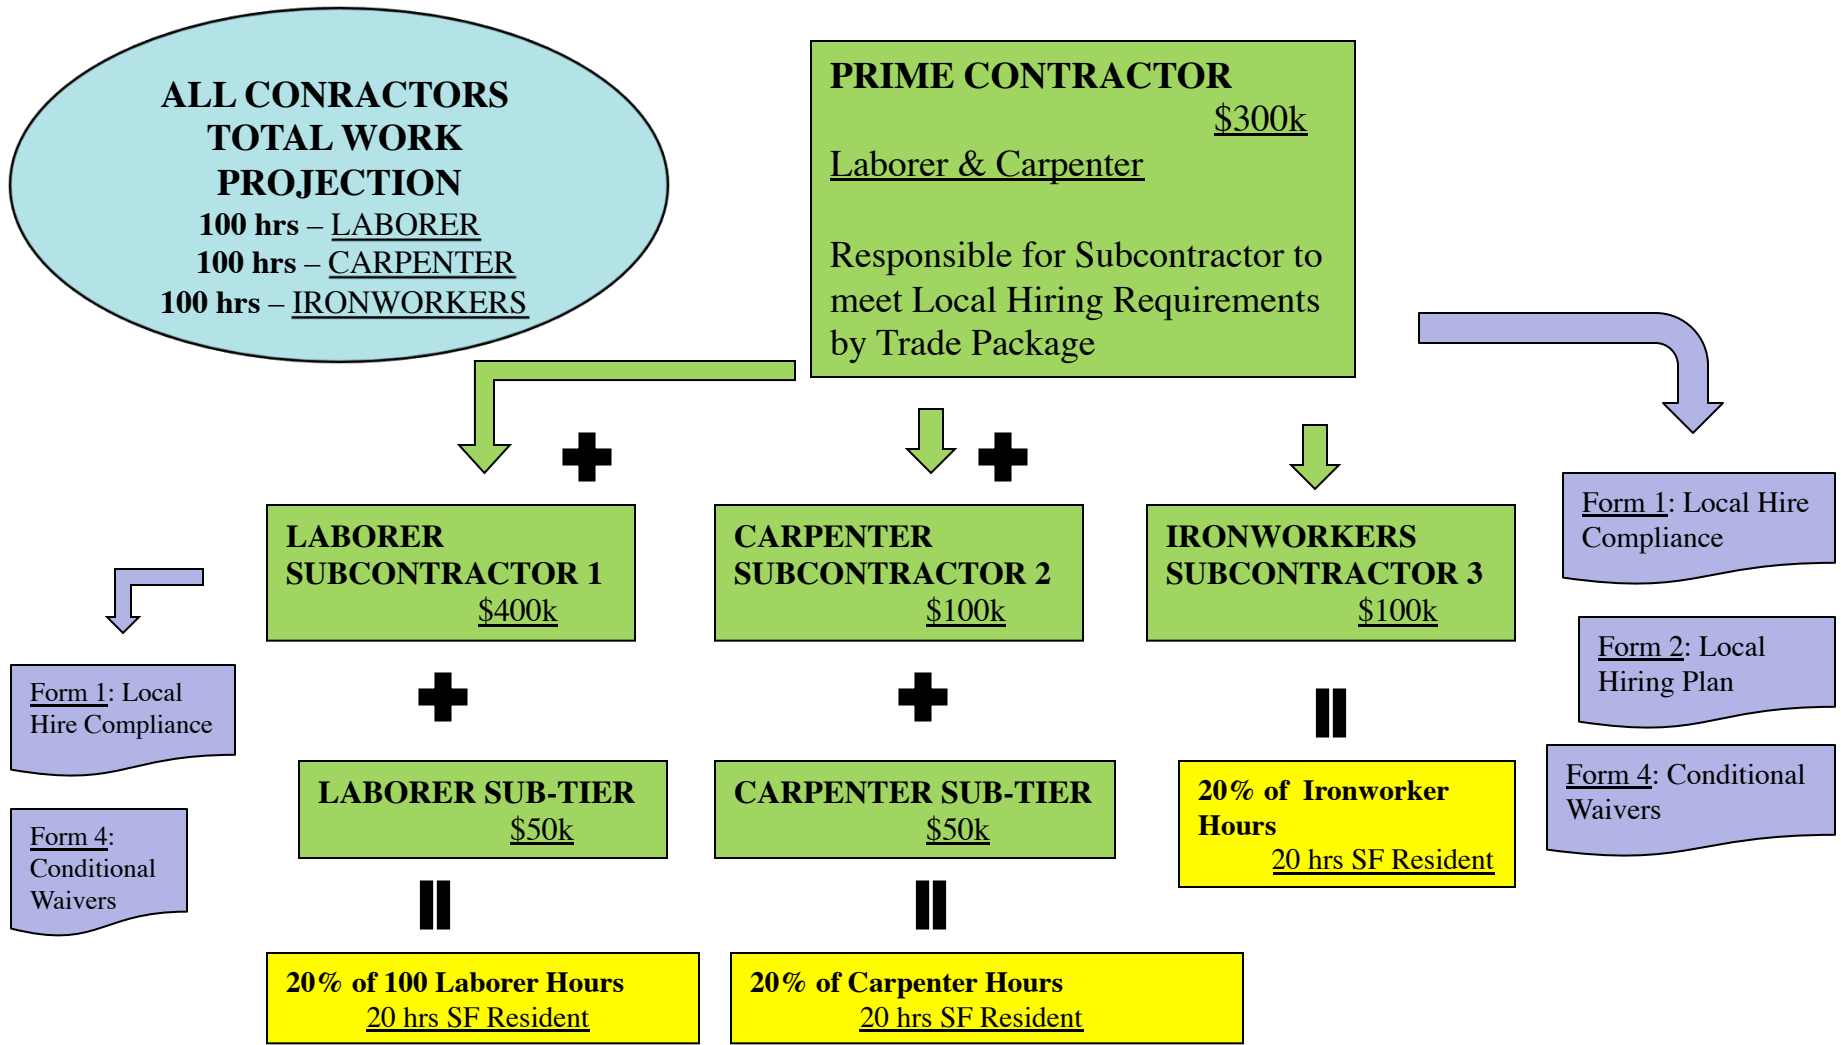 ALL CONRACTORS
TOTAL WORK
PROJECTION
100 hrs – LABORER
100 hrs – CARPENTER
100 hrs – IRONWORKERS
PRIME CONTRACTOR
$300k
Laborer & Carpenter
Responsible for Subcontractor to
meet Local Hiring Requirements
by Trade Package
LABORER
SUBCONTRACTOR 1
$400k
CARPENTER
SUBCONTRACTOR 2
$100k
IRONWORKERS
SUBCONTRACTOR 3
$100k
Form 1: Local Hire
Compliance
Form 2: Local
Hiring Plan
Form 4: Conditional
Waivers
Form 1: Local
Hire Compliance
Form 4:
Conditional
Waivers
LABORER SUB-TIER
$50k
CARPENTER SUB-TIER
$50k
20% of  Ironworker
Hours
20 hrs SF Resident
20% of 100 Laborer Hours
20 hrs SF Resident
20% of Carpenter Hours
20 hrs SF Resident